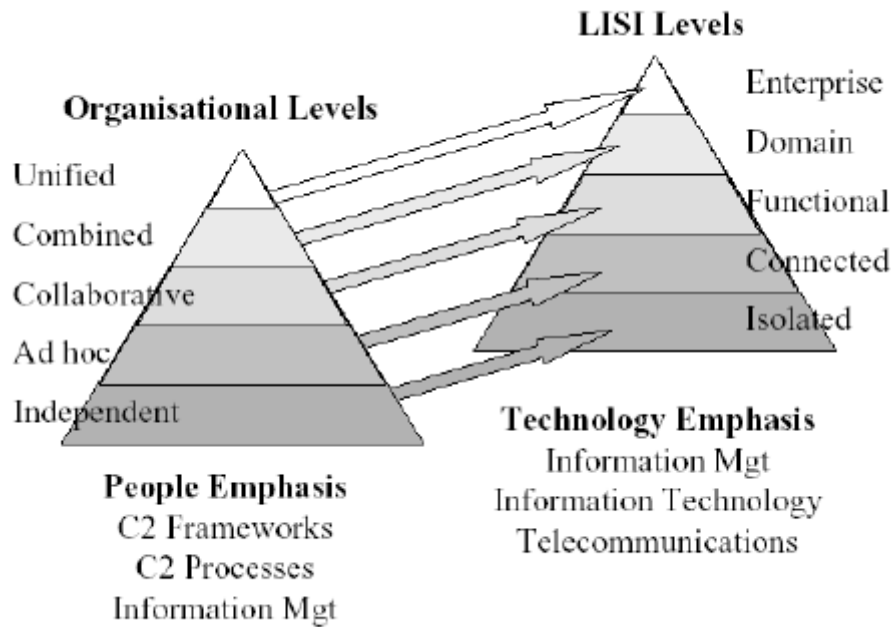 LISI Levels
Enterprise
Domain
Functional
Connected
Isolated
Organisational Levels
Unified
Combined
Collaborative
Ad hoc
Independent
Technology Emphasis
Information Mgt
Information Technology
Telecommunications
People Emphasis
C2 Frameworks
C2 Processes
Information Mgt